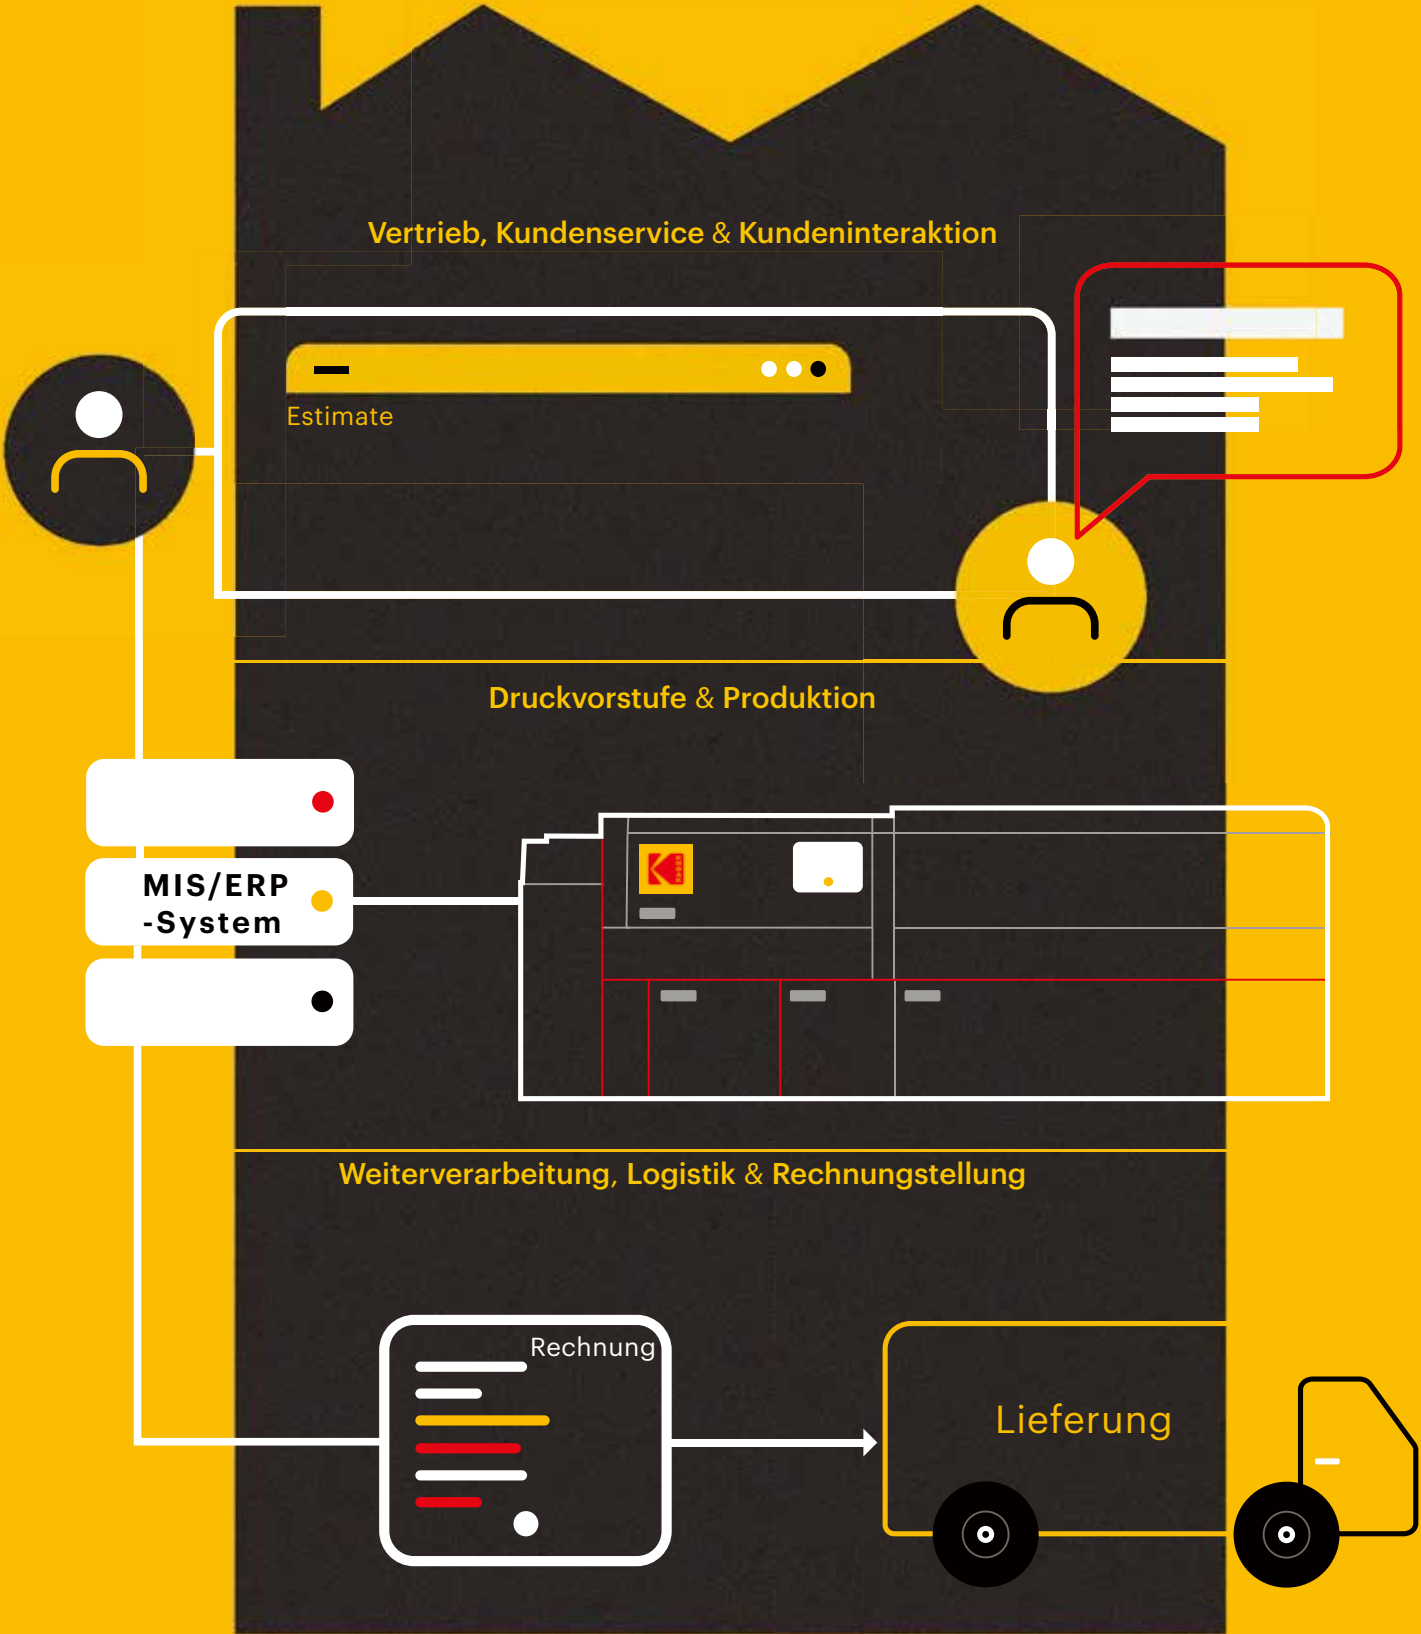 Vertrieb, Kundenservice & Kundeninteraktion
Estimate
Druckvorstufe & Produktion
MIS/ERP
-System
Weiterverarbeitung, Logistik & Rechnungstellung
Rechnung
Lieferung